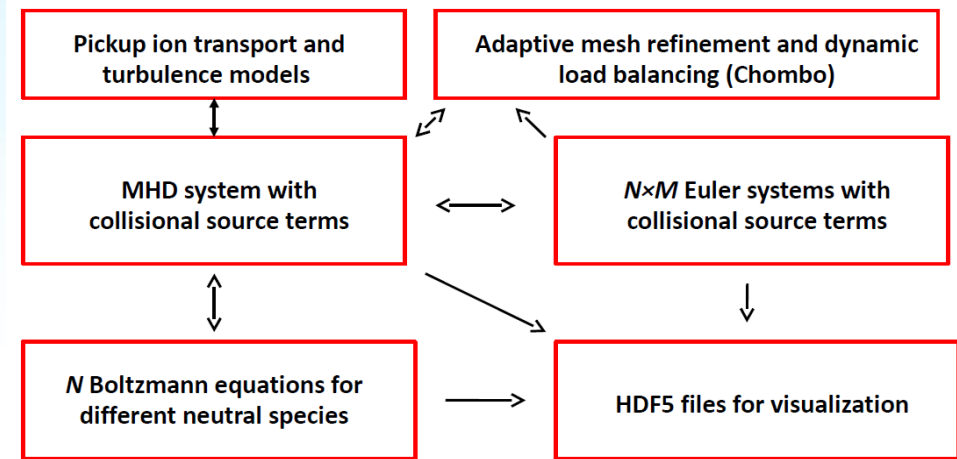 Pickup ion transport and
turbulence models
Adaptive mesh refinement and dynamic
load balancing (Chombo)
MHD system with
collisional source terms
N×M Euler systems with
collisional source terms
N Boltzmann equations for
different neutral species
HDF5 files for visualization